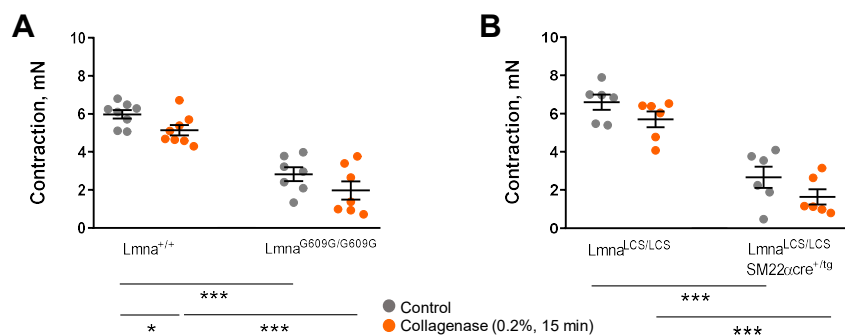 A
B
Contraction, mN
10
8
6
4
2
0
Lmna+/+
LmnaG609G/G609G
***
*
***
Contraction, mN
10
8
6
4
2
0
LmnaLCS/LCS
LmnaLCS/LCS
SM22αcre+/tg
***
***
Control
Collagenase (0.2%, 15 min)